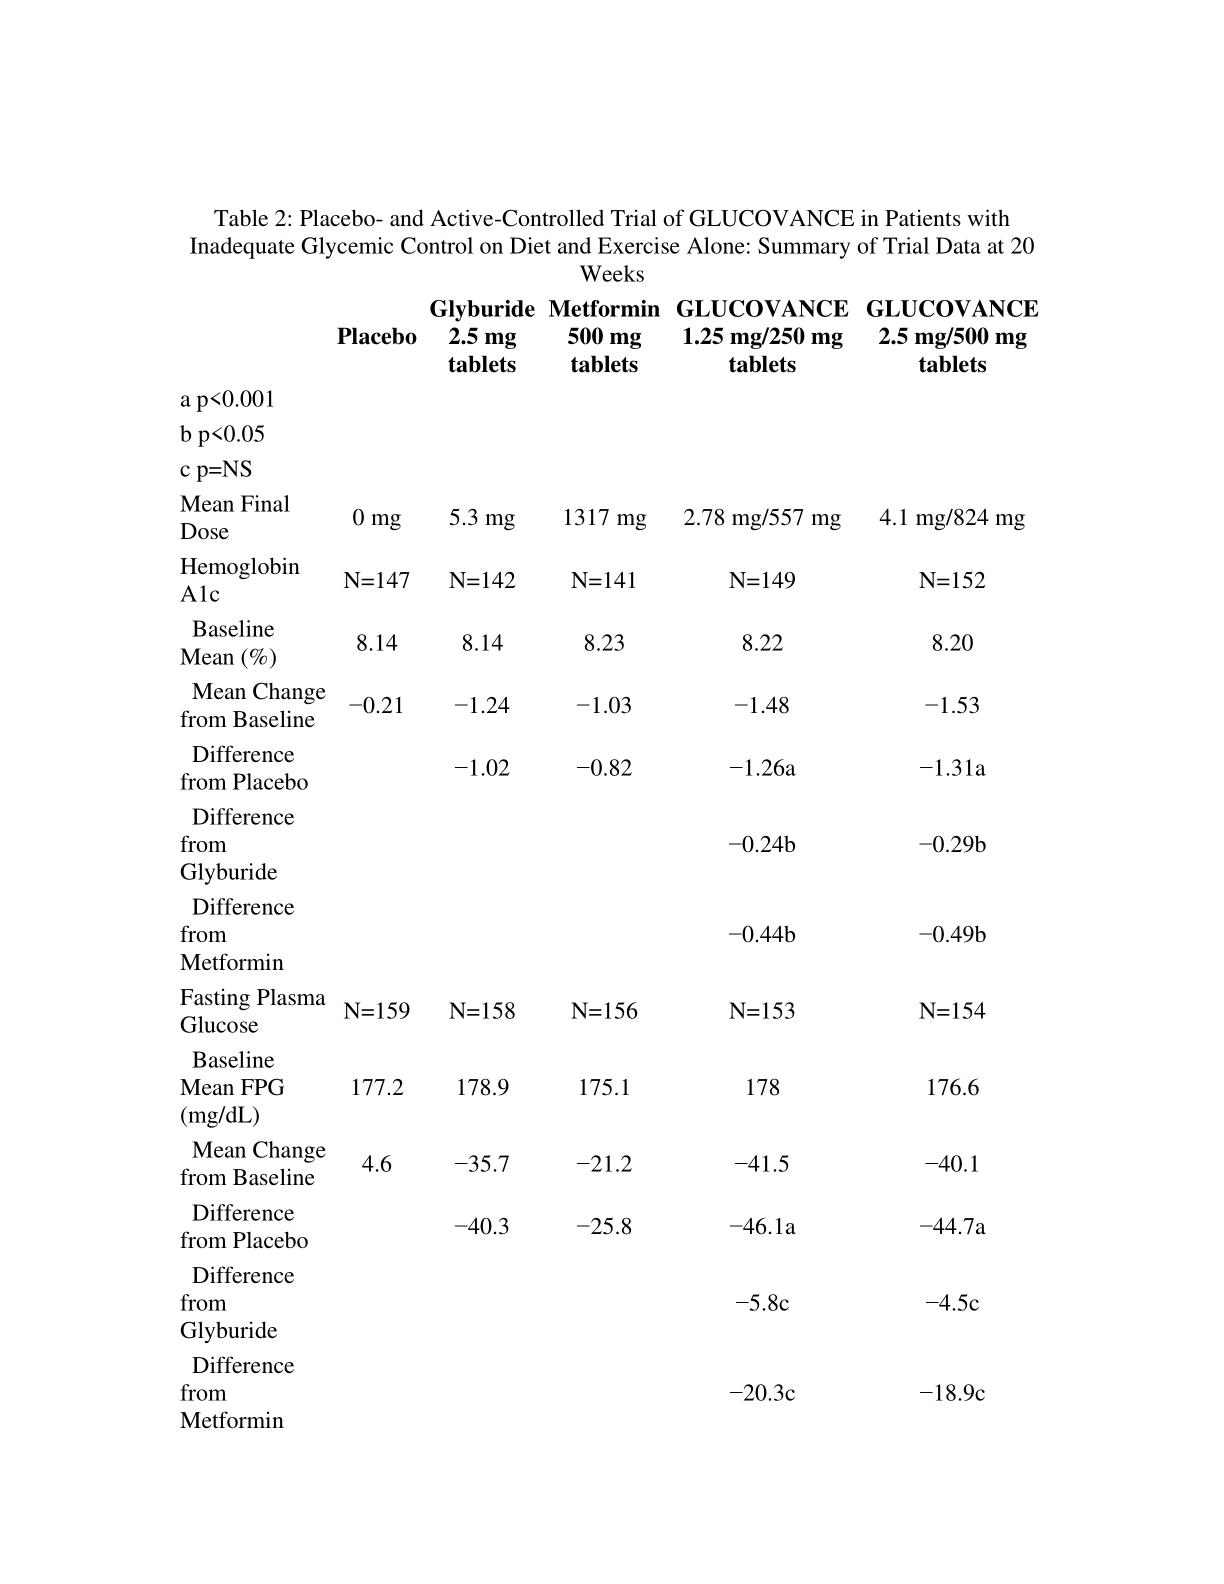 Table 2: Placebo- and Active-Controlled Trial of GLUCOVANCE in Patients with
Inadequate Glycemic Control on Diet and Exercise Alone: Summary of Trial Data at 20
Weeks
Placebo Glyburide 2.5 mg tablets Metformin 500 mg tablets GLUCOVANCE 1.25 mg/250 mg tablets GLUCOVANCE 2.5 mg/500 mg tablets
a p<0.001
b p<0.05
c p=NS
Mean Final Dose 0 mg 5.3 mg 1317 mg 2.78 mg/557 mg 4.1 mg/824 mg
Hemoglobin A1c N=147 N=142 N=141 N=149 N=152
Baseline Mean (%) 8.14 8.14 8.23 8.22 8.20
Mean Change from Baseline −0.21 −1.24 −1.03 −1.48 −1.53
Difference from Placebo −1.02 −0.82 −1.26a −1.31a
Difference from Glyburide −0.24b −0.29b
Difference from Metformin −0.44b −0.49b
Fasting Plasma Glucose N=159 N=158 N=156 N=153 N=154
Baseline Mean FPG (mg/dL) 177.2 178.9 175.1 178 176.6
Mean Change from Baseline 4.6 −35.7 −21.2 −41.5 −40.1
Difference from Placebo −40.3 −25.8 −46.1a −44.7a
Difference from Glyburide −5.8c −4.5c
Difference from Metformin −20.3c −18.9c